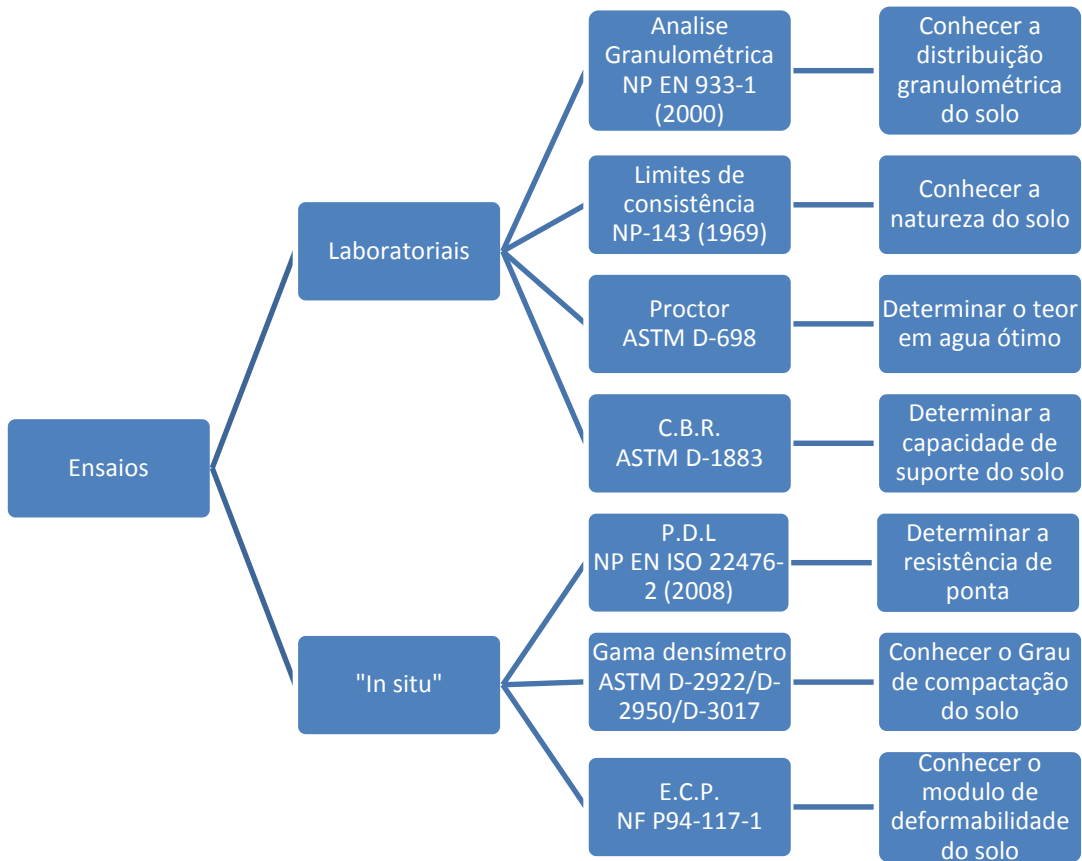 Ensaios
Laboratoriais
Analise
Granulométrica
NP EN 933-1
(2000)
Conhecer a
distribuição
granulométrica
do solo
Limites de
consistência
NP-143 (1969)
Conhecer a
natureza do solo
Proctor
ASTM D-698
Determinar o teor
em agua ótimo
C.B.R.
ASTM D-1883
Determinar a
capacidade de
suporte do solo
"In situ"
P.D.L
NP EN ISO 22476-
2 (2008)
Determinar a
resistência de
ponta
Gama densímetro
ASTM D-2922/D-
2950/D-3017
Conhecer o Grau
de compactação
do solo
E.C.P.
NF P94-117-1
Conhecer o
modulo de
deformabilidade
do solo